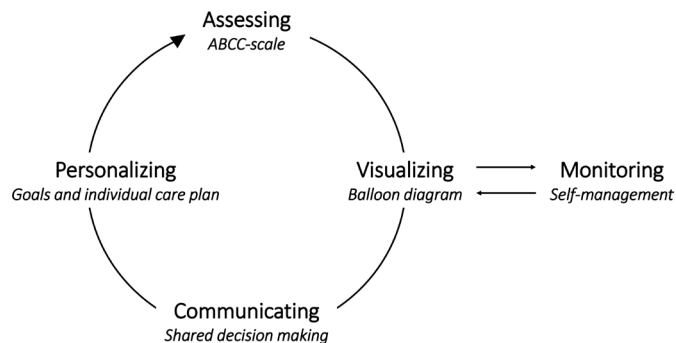 Assessing
ABCC-scale
Personalizing
Goals and individual care plan
Visualizing
Balloon diagram
Monitoring
Self-management
Communicating
Shared decision making